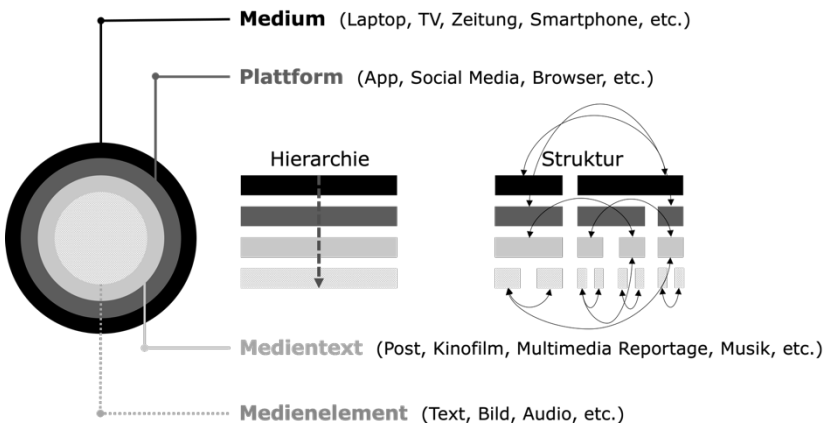 Medium (Laptop, TV, Zeitung, Smartphone, etc.)
Plattform (App, Social Media, Browser, etc.)
Hierarchie
Struktur
Medientext (Post, Kinofilm, Multimedia Reportage, Musik, etc.)
Medienelement (Text, Bild, Audio, etc.)